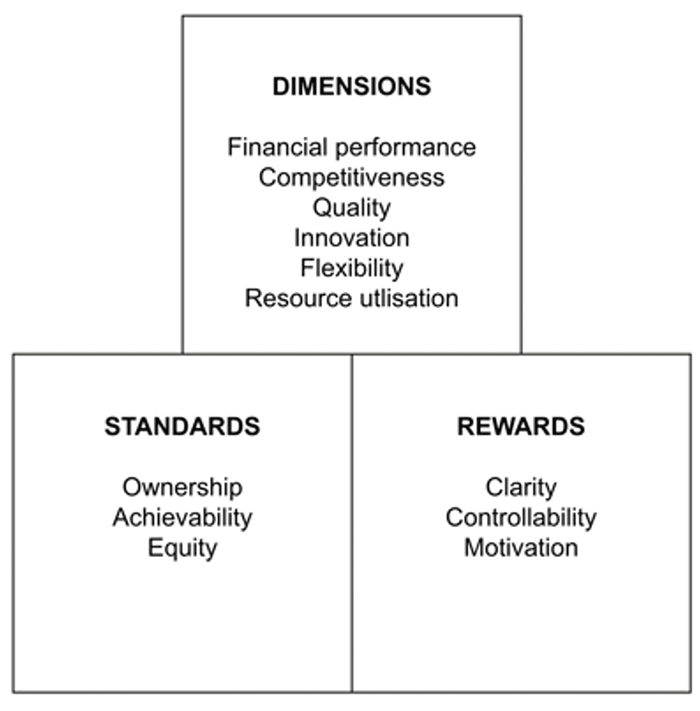 DIMENSIONS
Financial performance
Competitiveness
Quality
Innovation
Flexibility
Resource utlisation
STANDARDS
Ownership
Achievability
Equity
REWARDS
Clarity
Controllability
Motivation